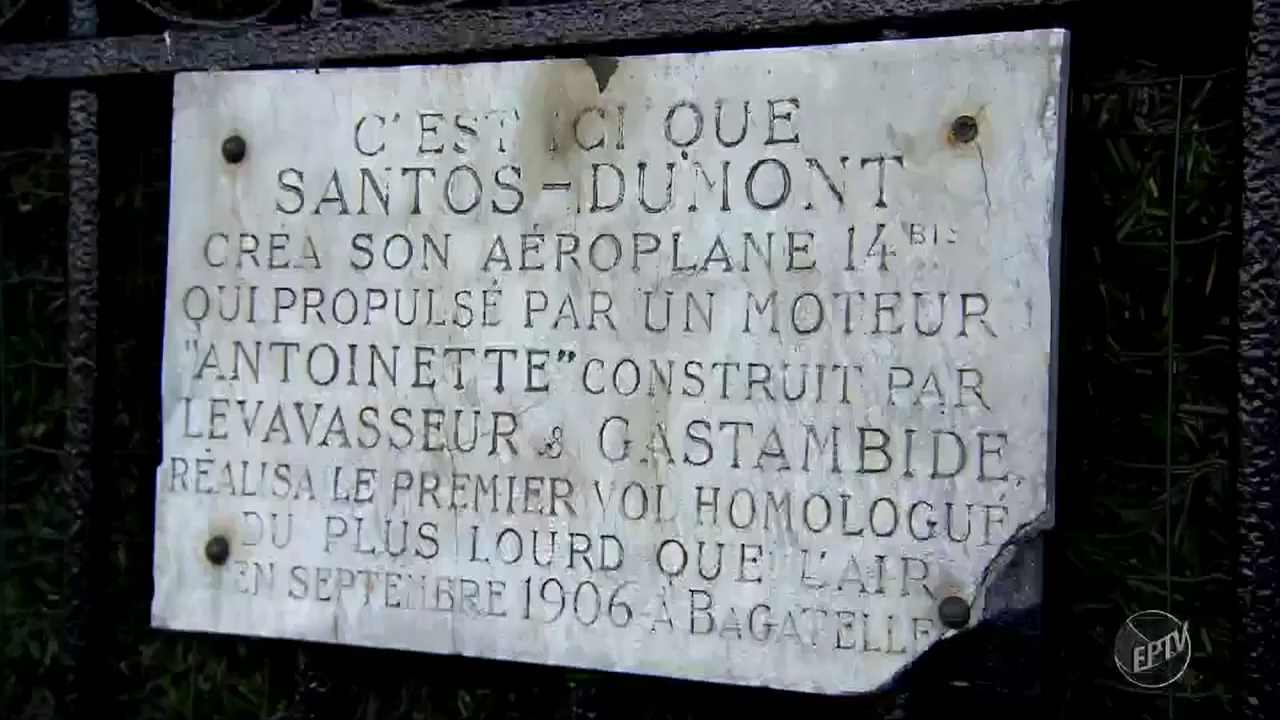 C'EST ICI QUE
SANTOS-DUMONT
CRÉA SON AÉROPLANE 14 BIS
QUI PROPULSÉ PAR UN MOTEUR
"ANTOINETTE" CONSTRUIT PAR
LEVAVASSEUR & GASTAMBIDE,
RÉALISA LE PREMIER VOL HOMOLOGUÉ
DU PLUS LOURD QUE L'AIR
EN SEPTEMBRE 1906 A BAGATELLE
EPTV